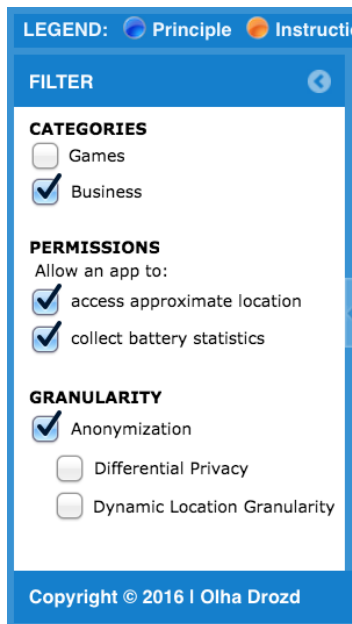 LEGEND: Principle Instructi
FILTER
CATEGORIES
Games
Business
PERMISSIONS
Allow an app to:
access approximate location
collect battery statistics
GRANULARITY
Anonymization
Differential Privacy
Dynamic Location Granularity
Copyright © 2016 I Olha Drozd